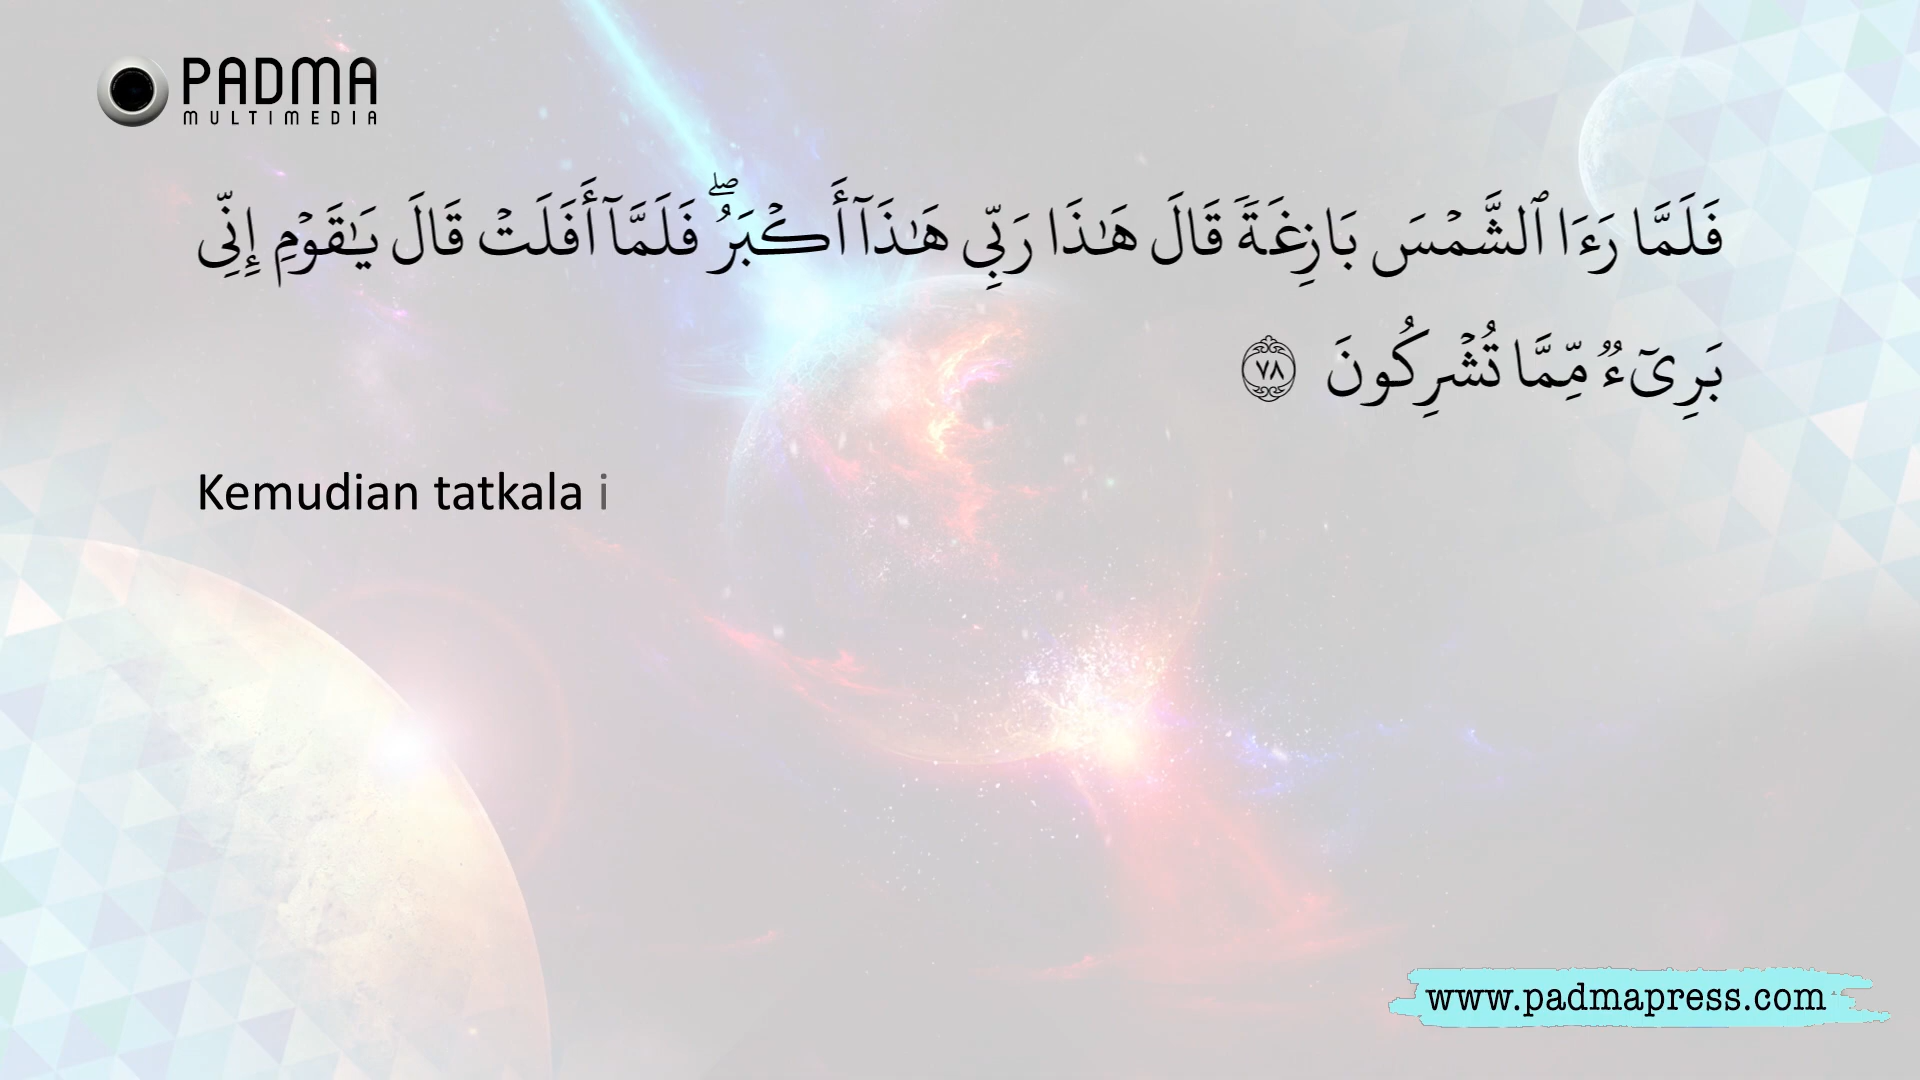 PADMA
MULTIMEDIA
فَلَمَّا رَءَا ٱلشَّمْسَ بَازِغَةً قَالَ هَـٰذَا رَبِّى هَـٰذَآ أَكْبَرُ ۖ فَلَمَّآ أَفَلَتْ قَالَ يَـٰقَوْمِ إِنِّى
بَرِىٓءٌ مِّمَّا تُشْرِكُونَ ٧٨
Kemudian tatkala i
www.padmapress.com